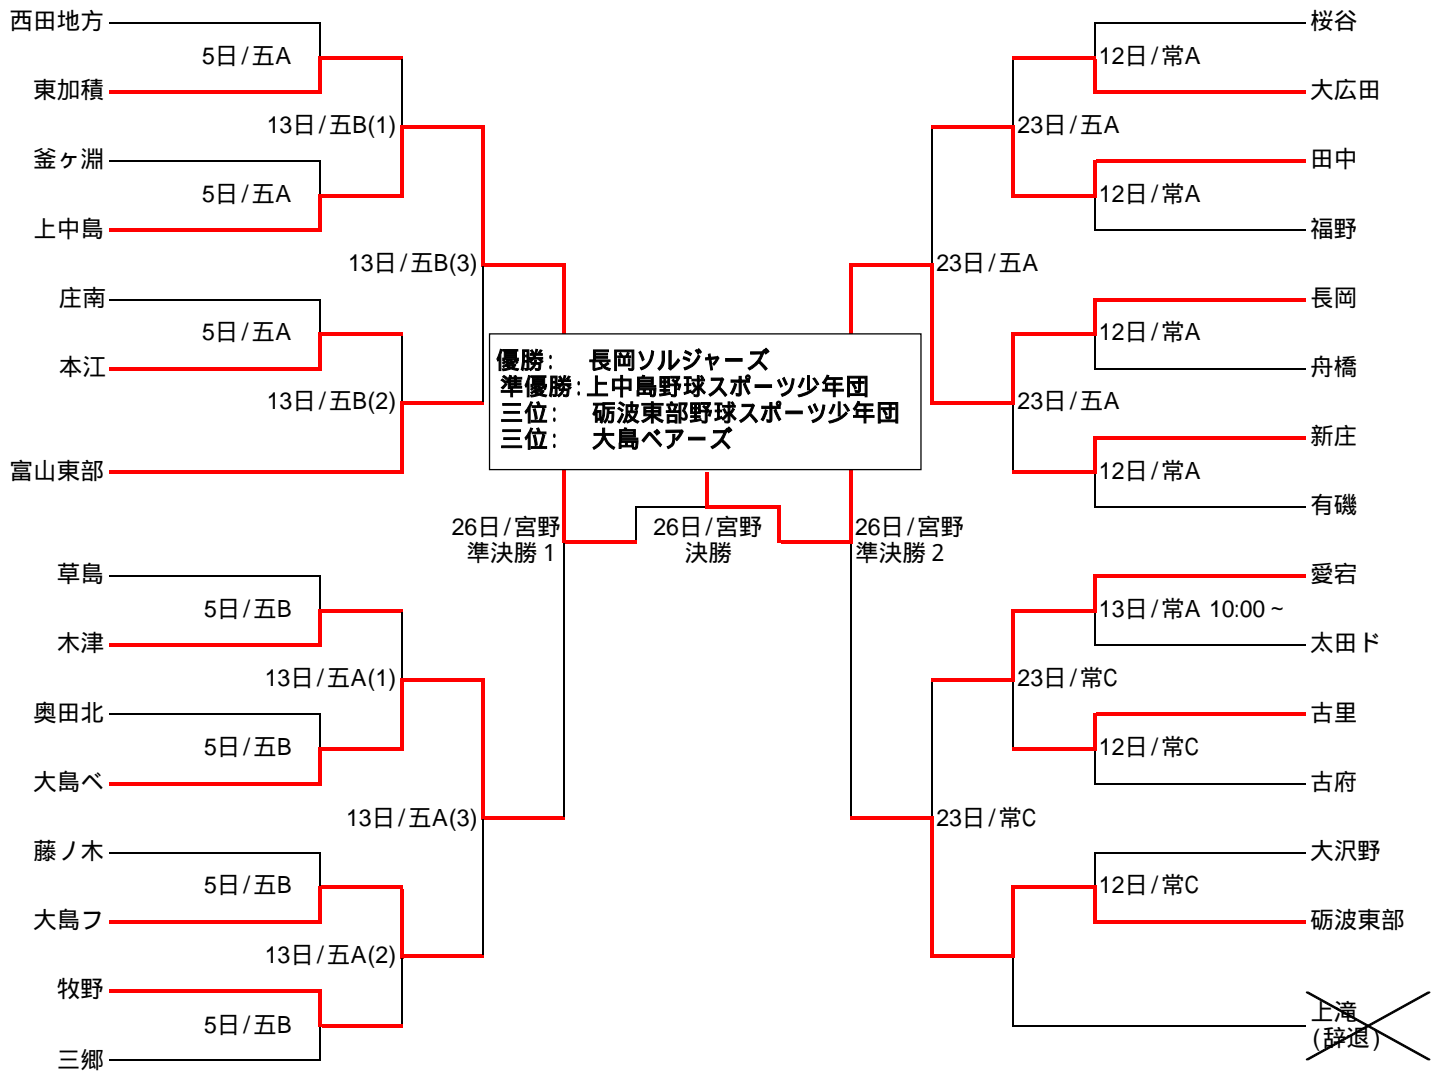 西田地方
5日/五A
東加積
13日/五B(1)
釜ヶ淵
5日/五A
上中島
13日/五B(3)
庄南
5日/五A
本江
13日/五B(2)
富山東部
草島
5日/五B
木津
13日/五A(1)
奥田北
5日/五B
大島ベ
13日/五A(3)
藤ノ木
5日/五B
大島フ
13日/五A(2)
牧野
5日/五B
三郷
優勝： 長岡ソルジャーズ
準優勝：上中島野球スポーツ少年団
三位： 砺波東部野球スポーツ少年団
三位： 大島ベアーズ
26日/宮野
準決勝1
26日/宮野
決勝
26日/宮野
準決勝2
桜谷
12日/常A
大広田
23日/五A
田中
12日/常A
福野
23日/五A
長岡
12日/常A
舟橋
23日/五A
新庄
12日/常A
有磯
愛宕
13日/常A 10:00～
太田ド
23日/常C
古里
12日/常C
古府
23日/常C
大沢野
12日/常C
砺波東部
上滝
(辞退)